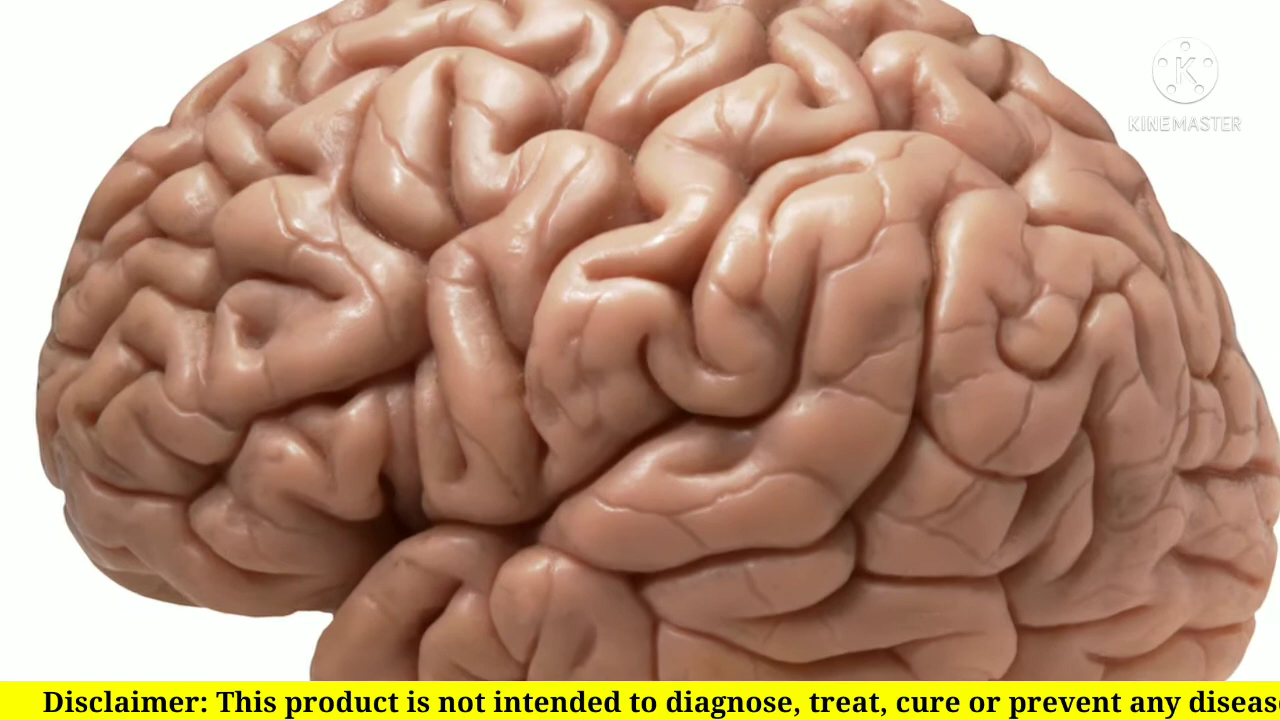 K
KINEMASTER
Disclaimer: This product is not intended to diagnose, treat, cure or prevent any diseas